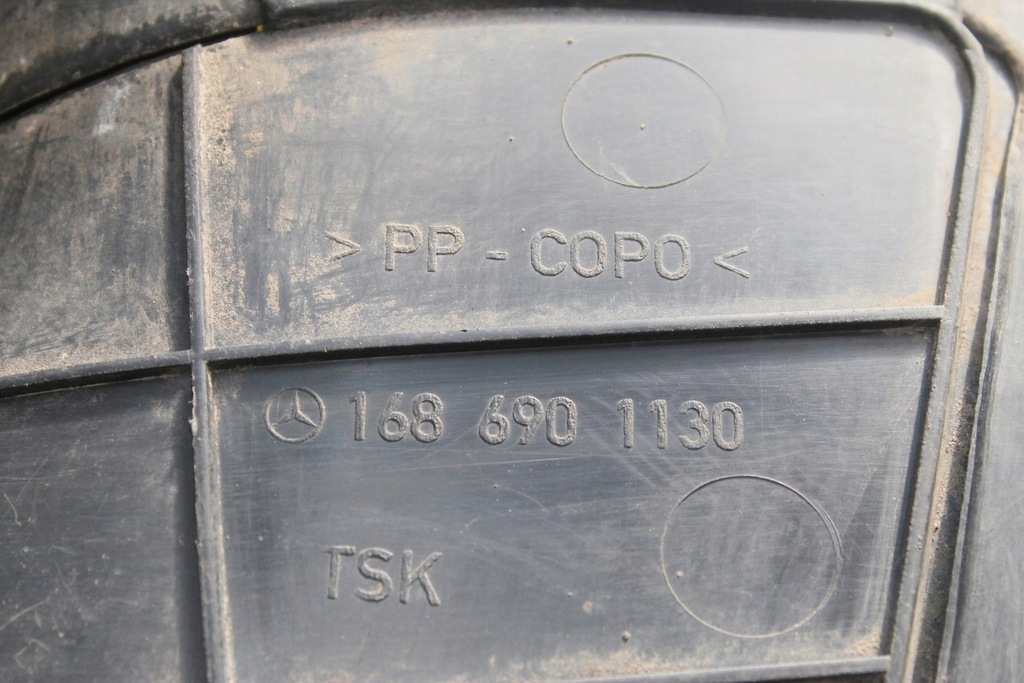 > PP - COPO <
168 690 1130
TSK